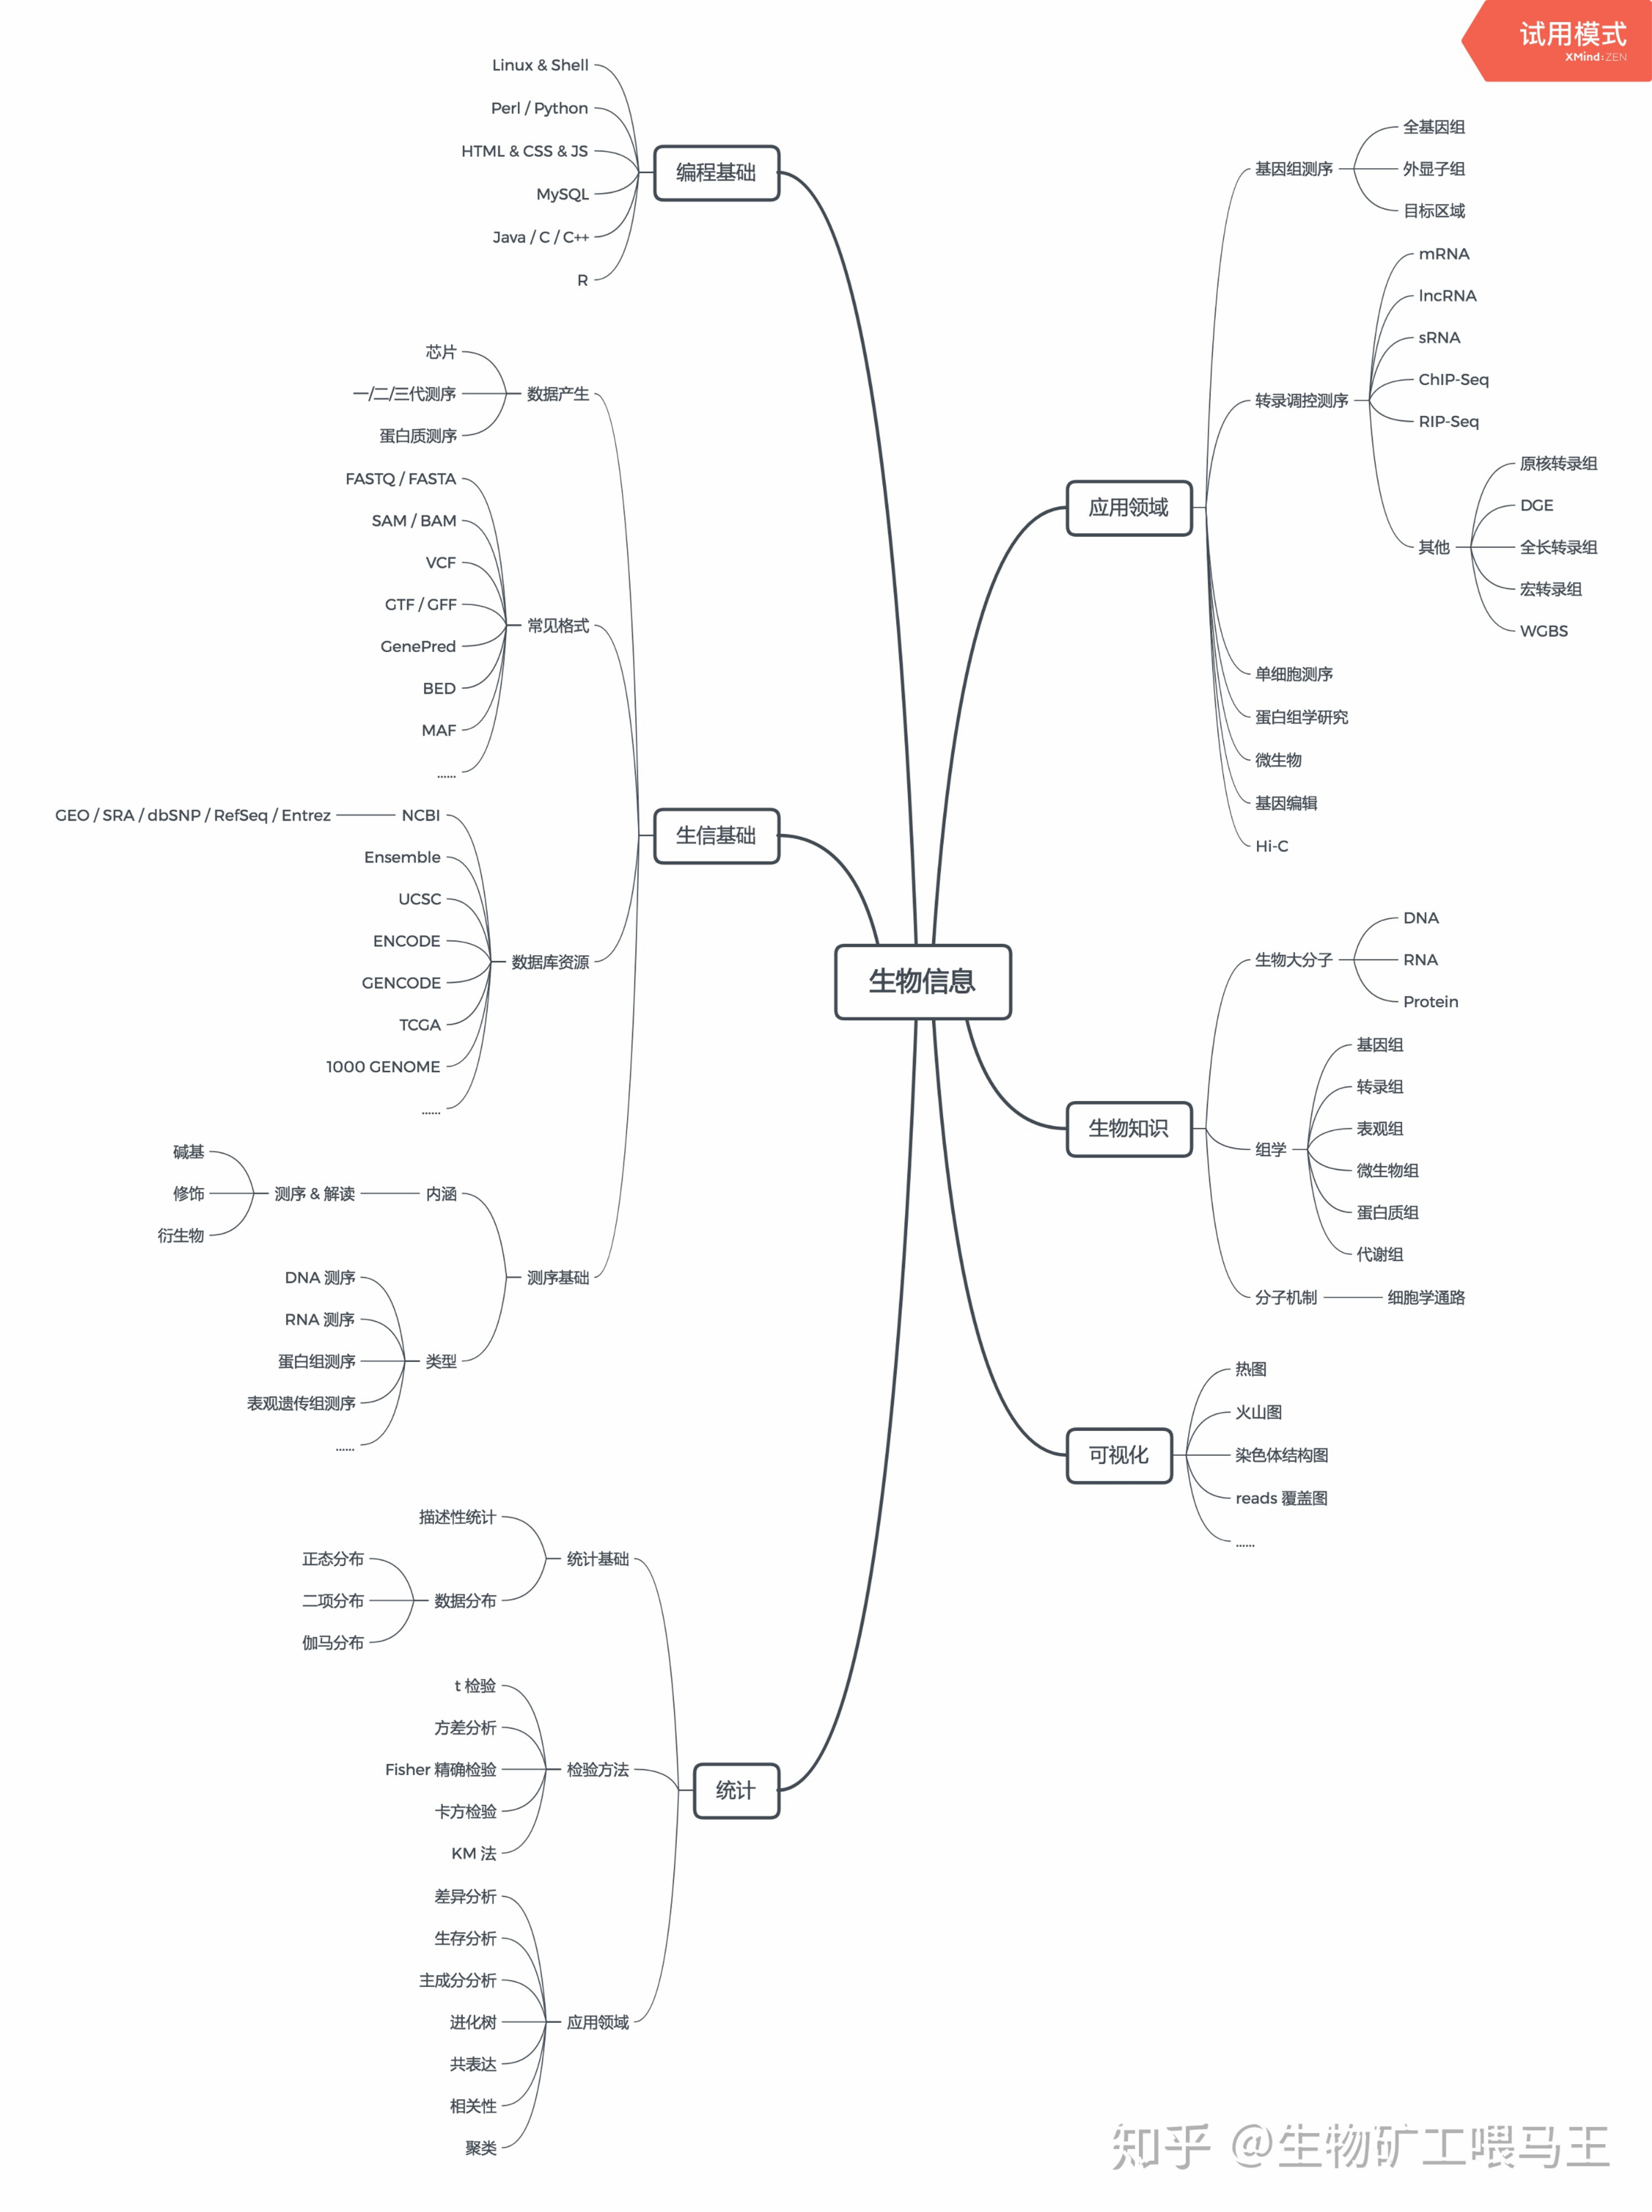 试用模式
XMind:ZEN
生物信息
编程基础
Linux & Shell
Perl / Python
HTML & CSS & JS
MySQL
Java / C / C++
R
生信基础
数据产生
芯片
一/二/三代测序
蛋白质测序
常见格式
FASTQ / FASTA
SAM / BAM
VCF
GTF / GFF
GenePred
BED
MAF
......
数据库资源
NCBI
GEO / SRA / dbSNP / RefSeq / Entrez
Ensemble
UCSC
ENCODE
GENCODE
TCGA
1000 GENOME
......
测序基础
内涵
测序 & 解读
碱基
修饰
衍生物
类型
DNA 测序
RNA 测序
蛋白组测序
表观遗传组测序
......
统计
统计基础
描述性统计
数据分布
正态分布
二项分布
伽马分布
检验方法
t 检验
方差分析
Fisher 精确检验
卡方检验
KM 法
应用领域
差异分析
生存分析
主成分分析
进化树
共表达
相关性
聚类
应用领域
基因组测序
全基因组
外显子组
目标区域
转录调控测序
mRNA
lncRNA
sRNA
ChIP-Seq
RIP-Seq
其他
原核转录组
DGE
全长转录组
宏转录组
WGBS
单细胞测序
蛋白组学研究
微生物
基因编辑
Hi-C
生物知识
生物大分子
DNA
RNA
Protein
组学
基因组
转录组
表观组
微生物组
蛋白质组
代谢组
分子机制
细胞学通路
可视化
热图
火山图
染色体结构图
reads 覆盖图
......
知乎 @生物矿工喂马王